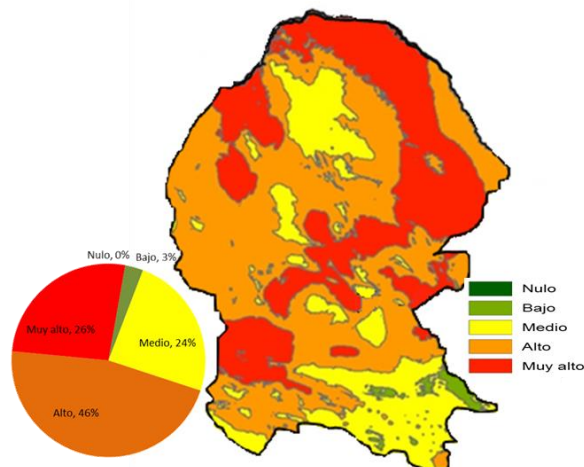 Nulo, 0%
Bajo, 3%
Muy alto, 26%
Medio, 24%
Alto, 46%
Nulo
Bajo
Medio
Alto
Muy alto